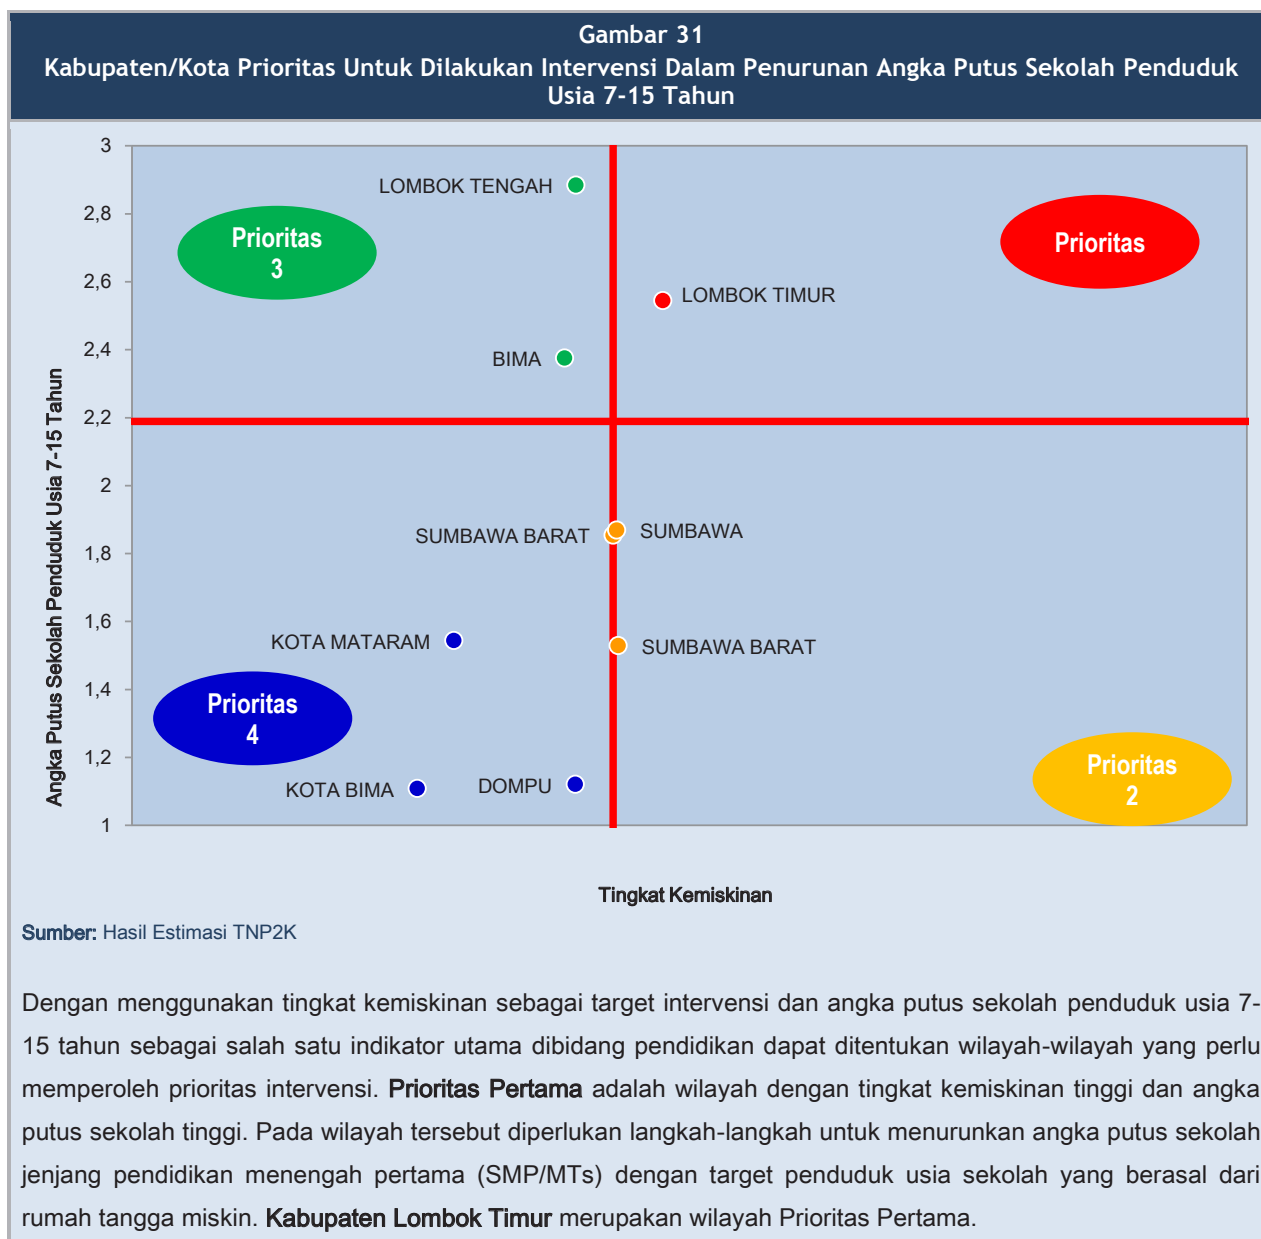 Gambar 31
Kabupaten/Kota Prioritas Untuk Dilakukan Intervensi Dalam Penurunan Angka Putus Sekolah Penduduk
Usia 7-15 Tahun
Angka Putus Sekolah Penduduk Usia 7-15 Tahun
3
2,8
2,6
2,4
2,2
2
1,8
1,6
1,4
1,2
1
LOMBOK TENGAH
Prioritas
3
Prioritas
LOMBOK TIMUR
BIMA
SUMBAWA BARAT
SUMBAWA
KOTA MATARAM
SUMBAWA BARAT
Prioritas
4
Prioritas
2
KOTA BIMA
DOMPU
Tingkat Kemiskinan
Sumber: Hasil Estimasi TNP2K
Dengan menggunakan tingkat kemiskinan sebagai target intervensi dan angka putus sekolah penduduk usia 7-
15 tahun sebagai salah satu indikator utama dibidang pendidikan dapat ditentukan wilayah-wilayah yang perlu
memperoleh prioritas intervensi. Prioritas Pertama adalah wilayah dengan tingkat kemiskinan tinggi dan angka
putus sekolah tinggi. Pada wilayah tersebut diperlukan langkah-langkah untuk menurunkan angka putus sekolah
jenjang pendidikan menengah pertama (SMP/MTs) dengan target penduduk usia sekolah yang berasal dari
rumah tangga miskin. Kabupaten Lombok Timur merupakan wilayah Prioritas Pertama.